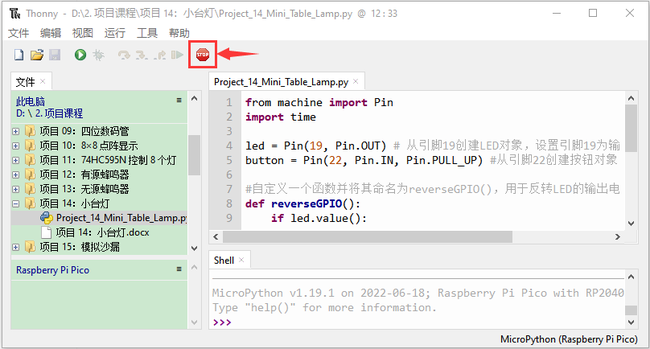 Thonny - D:\2. 项目课程\项目 14：小台灯\Project_14_Mini_Table_Lamp.py @ 12 : 33
文件 编辑 视图 运行 工具 帮助
STOP
文件
此电脑
D: \ 2. 项目课程
项目 09：四位数码管
项目 10：8×8 点阵显示
项目 11：74HC595N 控制 8 个灯
项目 12：有源蜂鸣器
项目 13：无源蜂鸣器
项目 14：小台灯
Project_14_Mini_Table_Lamp.py
项目 14：小台灯.docx
项目 15：模拟沙漏
Raspberry Pi Pico
Project_14_Mini_Table_Lamp.py
1 from machine import Pin
2 import time
3
4 led = Pin(19, Pin.OUT) # 从引脚19创建LED对象，设置引脚19为输
5 button = Pin(22, Pin.IN, Pin.PULL_UP) #从引脚22创建按钮对象
6
7 #自定义一个函数并将其命名为reverseGPIO()，用于反转LED的输出电
8 def reverseGPIO():
9 if led.value():
Shell
MicroPython v1.19.1 on 2022-06-18; Raspberry Pi Pico with RP2040
Type "help()" for more information.
>>>
MicroPython (Raspberry Pi Pico)